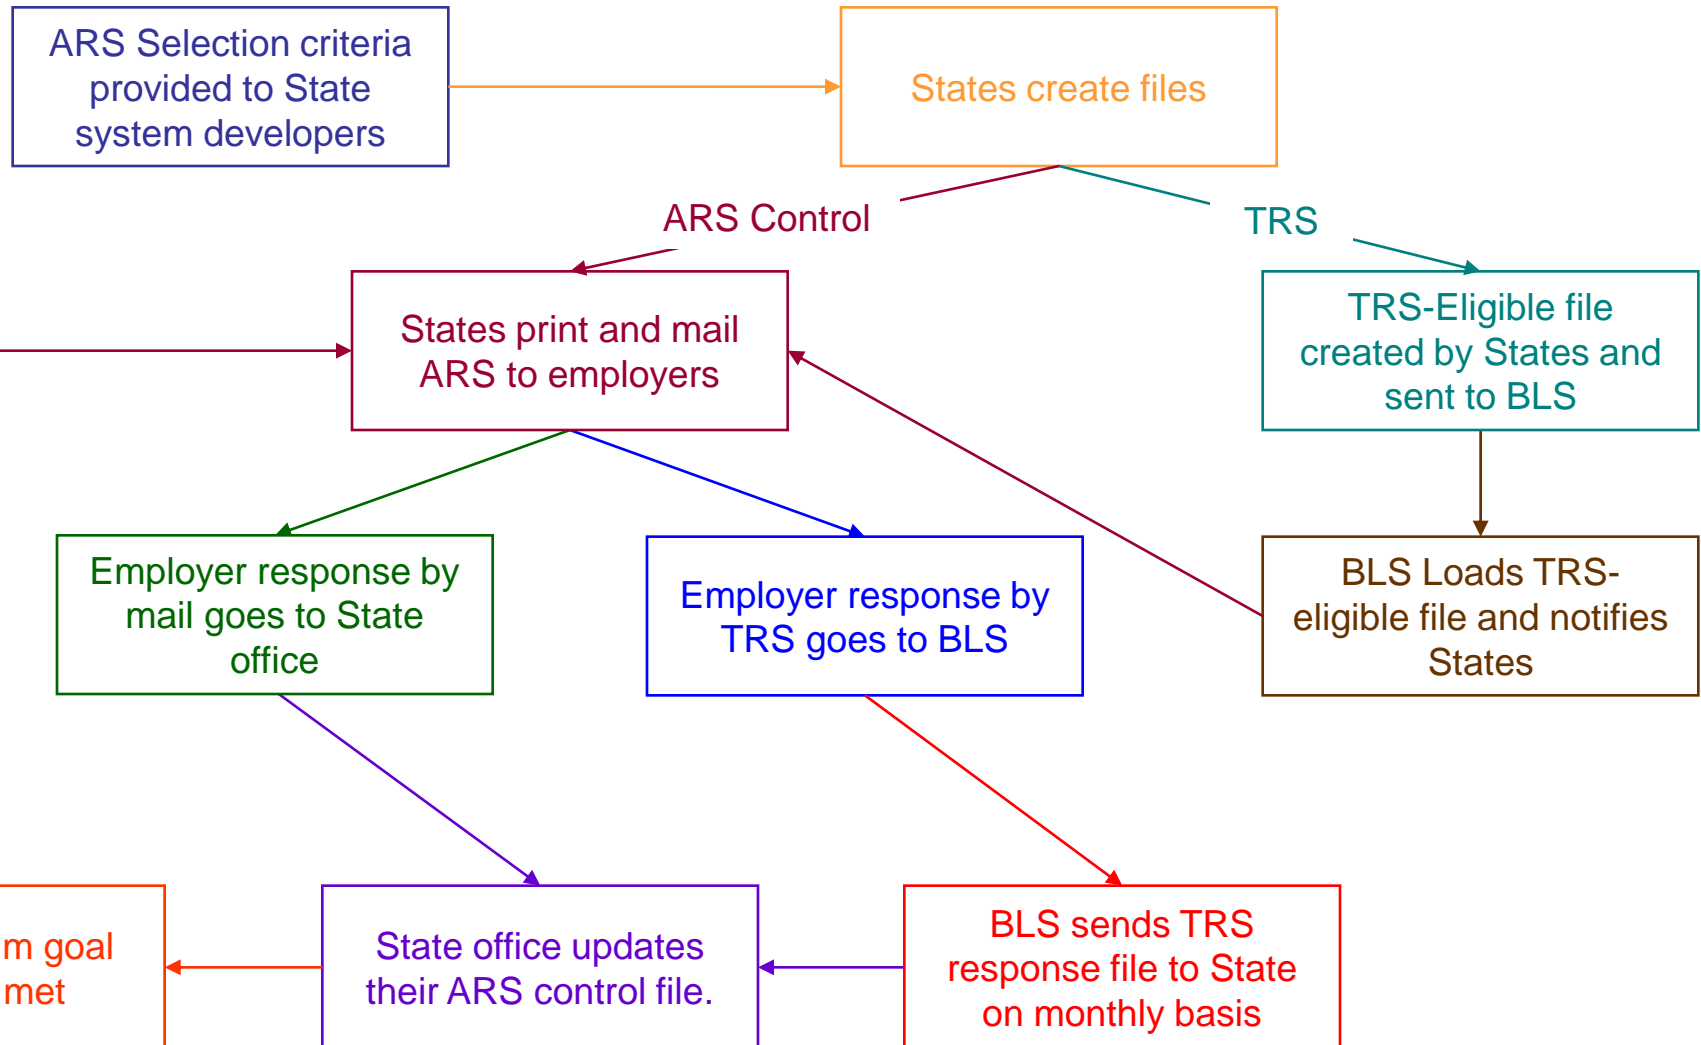 ARS Selection criteria
provided to State
system developers
States create files
ARS Control
TRS
States print and mail
ARS to employers
TRS-Eligible file
created by States and
sent to BLS
Employer response by
mail goes to State
office
Employer response by
TRS goes to BLS
BLS Loads TRS-
eligible file and notifies
States
m goal
met
State office updates
their ARS control file.
BLS sends TRS
response file to State
on monthly basis